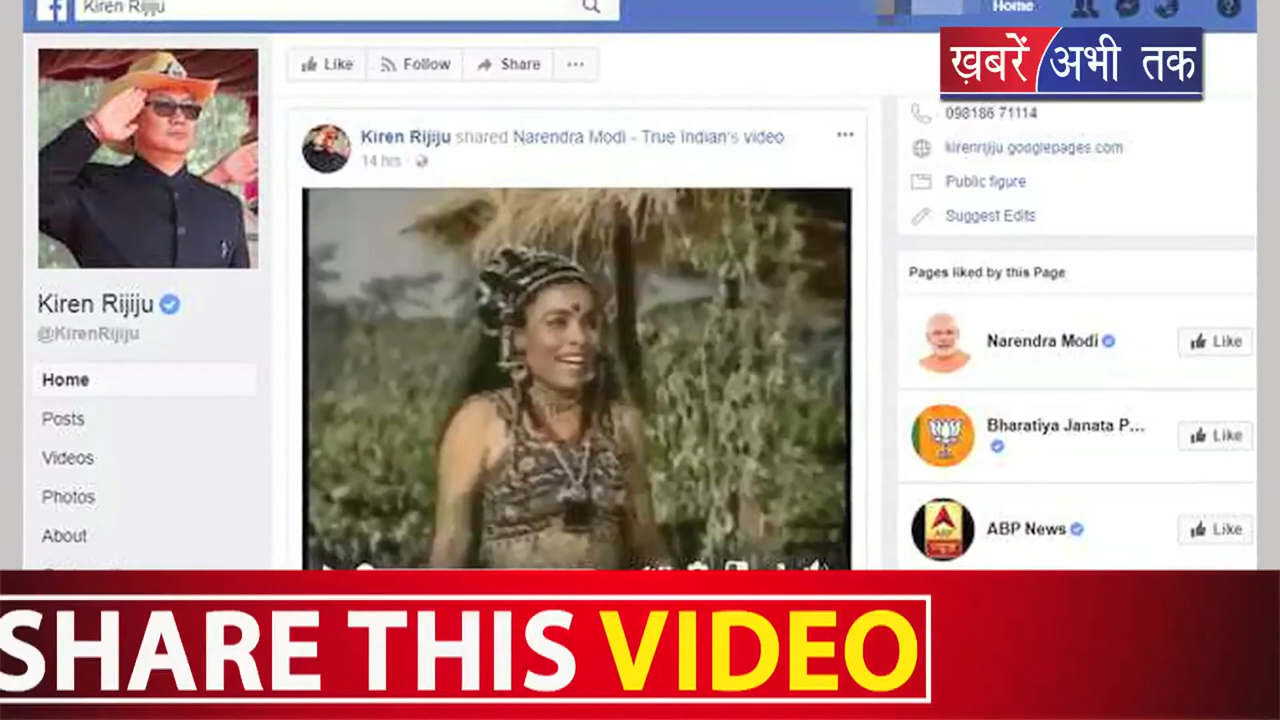 Kiren Rijiju
Home
ख़बरें अभी तक
Like
Follow
Share
Kiren Rijiju shared Narendra Modi - True Indian's video
14 hrs
098186 71114
kirenrijiju.googlepages.com
Public figure
Suggest Edits
Pages liked by this Page
Narendra Modi
Like
Bharatiya Janata P...
Like
ABP News
Like
Kiren Rijiju
@KirenRijiju
Home
Posts
Videos
Photos
About
SHARE THIS VIDEO